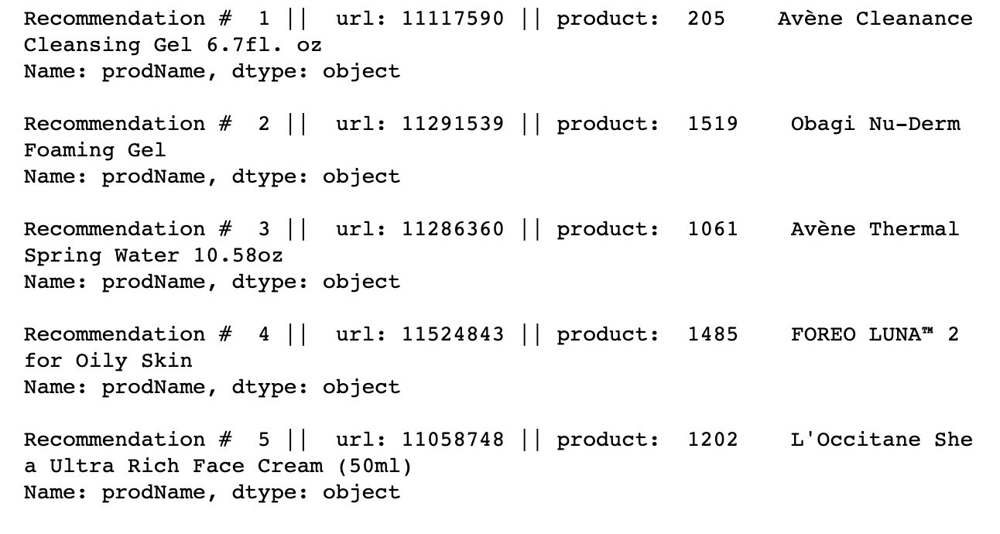 Recommendation #  1 ||  url: 11117590 || product:  205    Avène Cleanance
Cleansing Gel 6.7fl. oz
Name: prodName, dtype: object
Recommendation #  2 ||  url: 11291539 || product:  1519    Obagi Nu-Derm
Foaming Gel
Name: prodName, dtype: object
Recommendation #  3 ||  url: 11286360 || product:  1061    Avène Thermal
Spring Water 10.58oz
Name: prodName, dtype: object
Recommendation #  4 ||  url: 11524843 || product:  1485    FOREO LUNA™ 2
for Oily Skin
Name: prodName, dtype: object
Recommendation #  5 ||  url: 11058748 || product:  1202    L'Occitane She
a Ultra Rich Face Cream (50ml)
Name: prodName, dtype: object